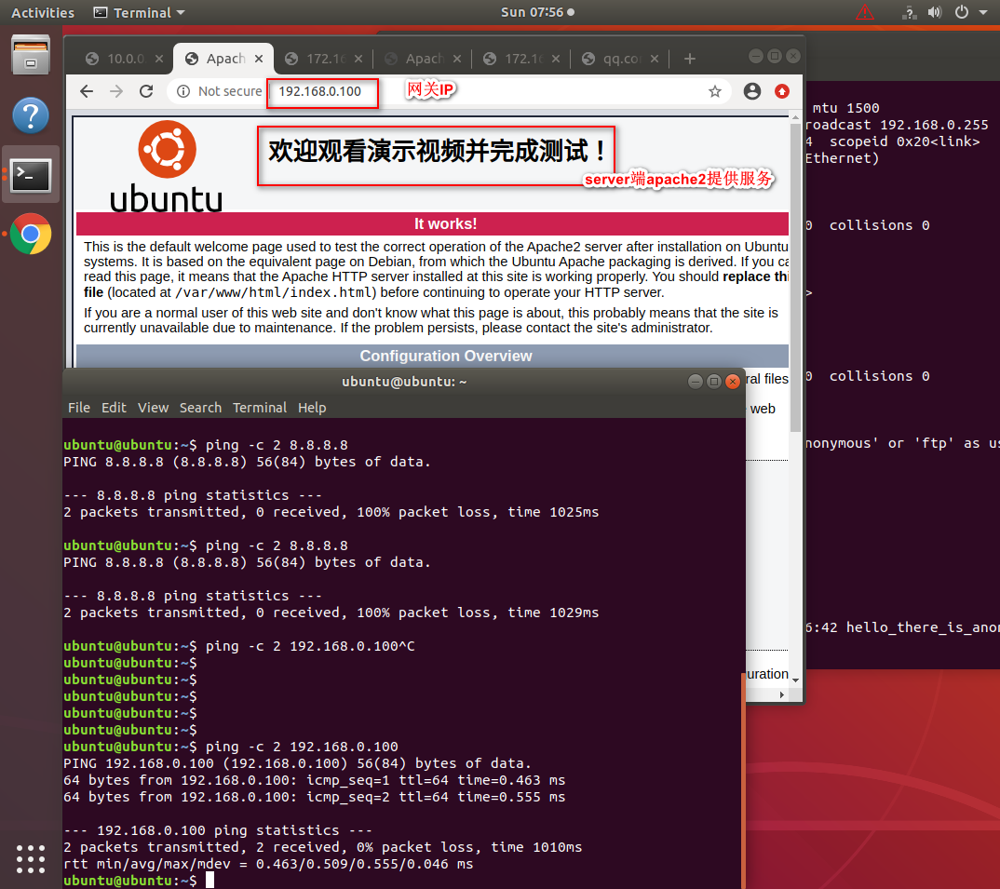 Activities
Terminal
Sun 07:56
10.0.0
Apach
172.16
Apach
172.16
qq.co
Not secure
192.168.0.100
网关IP
mtu 1500
roadcast 192.168.0.255
4 scopeid 0x20<link>
Ethernet)
0 collisions 0
>
0 collisions 0
nonymous' or 'ftp' as us
6:42 hello_there_is_anon
欢迎观看演示视频并完成测试！
server端apache2提供服务
ubuntu
It works!
This is the default welcome page used to test the correct operation of the Apache2 server after installation on Ubuntu
systems. It is based on the equivalent page on Debian, from which the Ubuntu Apache packaging is derived. If you ca
read this page, it means that the Apache HTTP server installed at this site is working properly. You should replace thi
file (located at /var/www/html/index.html) before continuing to operate your HTTP server.
If you are a normal user of this web site and don't know what this page is about, this probably means that the site is
currently unavailable due to maintenance. If the problem persists, please contact the site's administrator.
Configuration Overview
ral files
web
uration
ubuntu@ubuntu: ~
File Edit View Search Terminal Help
ubuntu@ubuntu:~$ ping -c 2 8.8.8.8
PING 8.8.8.8 (8.8.8.8) 56(84) bytes of data.
--- 8.8.8.8 ping statistics ---
2 packets transmitted, 0 received, 100% packet loss, time 1025ms
ubuntu@ubuntu:~$ ping -c 2 8.8.8.8
PING 8.8.8.8 (8.8.8.8) 56(84) bytes of data.
--- 8.8.8.8 ping statistics ---
2 packets transmitted, 0 received, 100% packet loss, time 1029ms
ubuntu@ubuntu:~$ ping -c 2 192.168.0.100^C
ubuntu@ubuntu:~$
ubuntu@ubuntu:~$
ubuntu@ubuntu:~$
ubuntu@ubuntu:~$
ubuntu@ubuntu:~$
ubuntu@ubuntu:~$ ping -c 2 192.168.0.100
PING 192.168.0.100 (192.168.0.100) 56(84) bytes of data.
64 bytes from 192.168.0.100: icmp_seq=1 ttl=64 time=0.463 ms
64 bytes from 192.168.0.100: icmp_seq=2 ttl=64 time=0.555 ms
--- 192.168.0.100 ping statistics ---
2 packets transmitted, 2 received, 0% packet loss, time 1010ms
rtt min/avg/max/mdev = 0.463/0.509/0.555/0.046 ms
ubuntu@ubuntu:~$